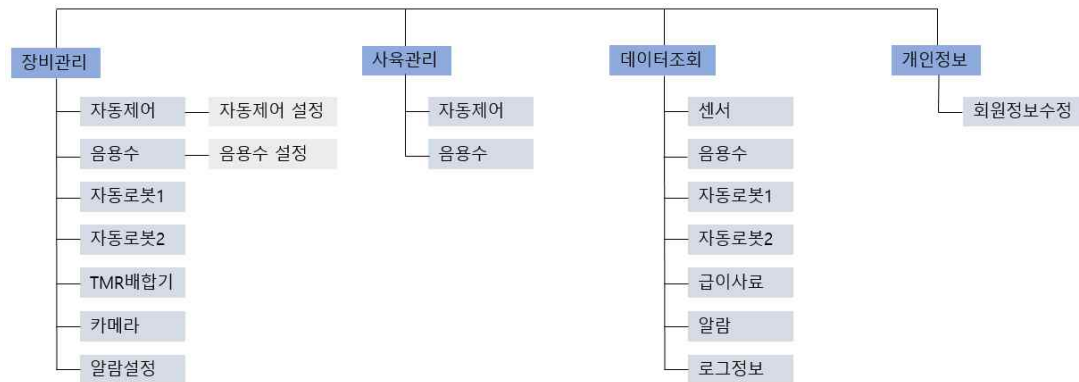 장비관리
자동제어
자동제어 설정
음용수
음용수 설정
자동로봇1
자동로봇2
TMR배합기
카메라
알람설정
사육관리
자동제어
음용수
데이터조회
센서
음용수
자동로봇1
자동로봇2
급이사료
알람
로그정보
개인정보
회원정보수정